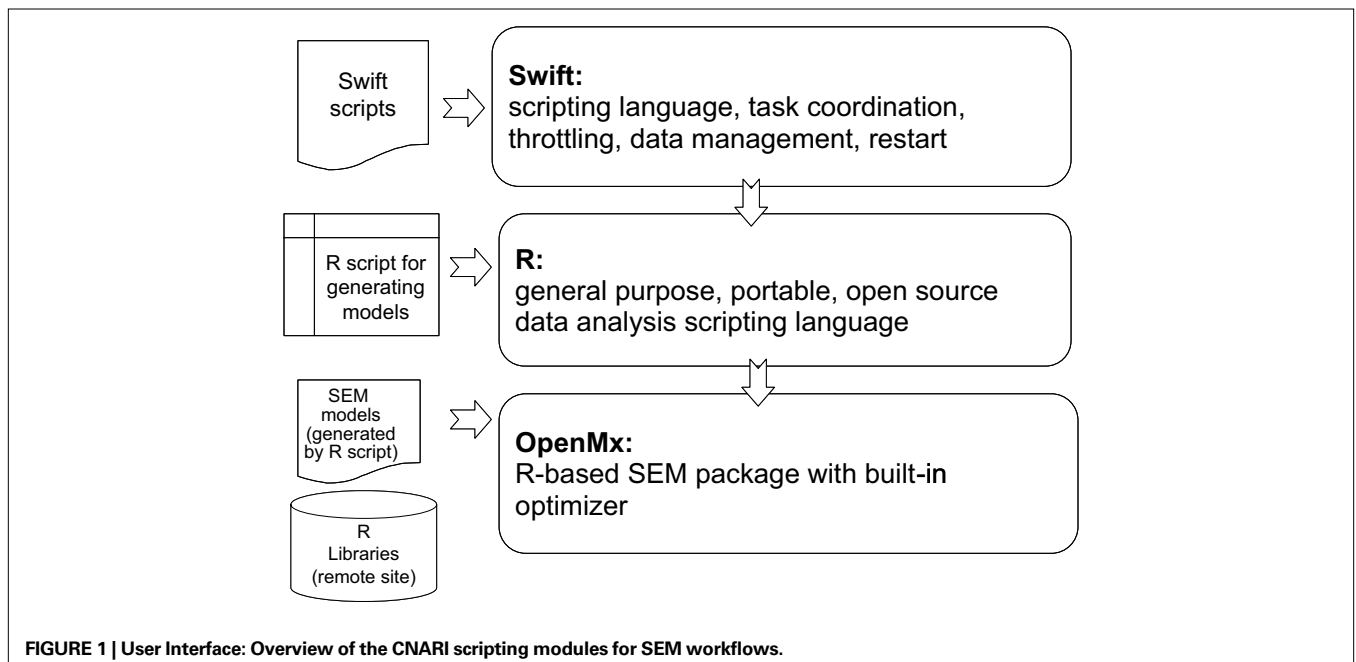 Swift
scripts
Swift:
scripting language, task coordination,
throttling, data management, restart
R script for
generating
models
R:
general purpose, portable, open source
data analysis scripting language
SEM
models
(generated
by R script)
R
Libraries
(remote site)
OpenMx:
R-based SEM package with built-in
optimizer
FIGURE 1 | User Interface: Overview of the CNARI scripting modules for SEM workflows.